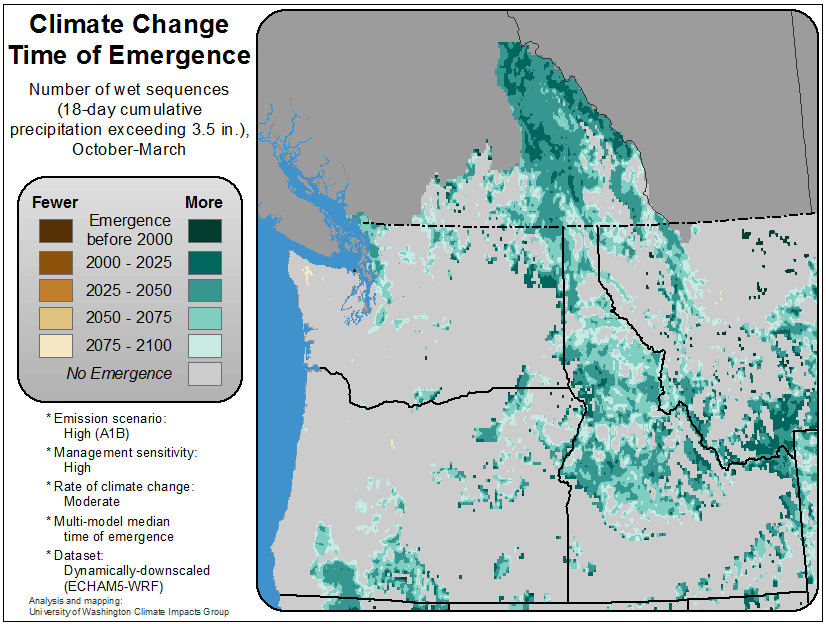 Climate Change
Time of Emergence
Number of wet sequences
(18-day cumulative
precipitation exceeding 3.5 in.),
October-March
Fewer More
Emergence
before 2000
2000 - 2025
2025 - 2050
2050 - 2075
2075 - 2100
No Emergence
* Emission scenario:
High (A1B)
* Management sensitivity:
High
* Rate of climate change:
Moderate
* Multi-model median
time of emergence
* Dataset:
Dynamically-downscaled
(ECHAM5-WRF)
Analysis and mapping:
University of Washington Climate Impacts Group